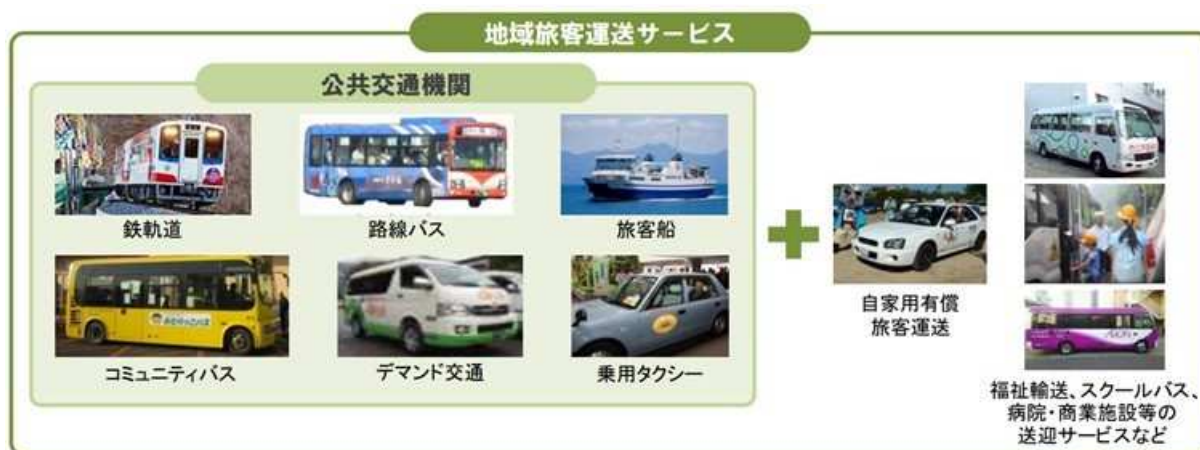 地域旅客運送サービス
公共交通機関
鉄軌道
路線バス
旅客船
コミュニティバス
デマンド交通
乗用タクシー
自家用有償
旅客運送
福祉輸送、スクールバス、
病院・商業施設等の
送迎サービスなど